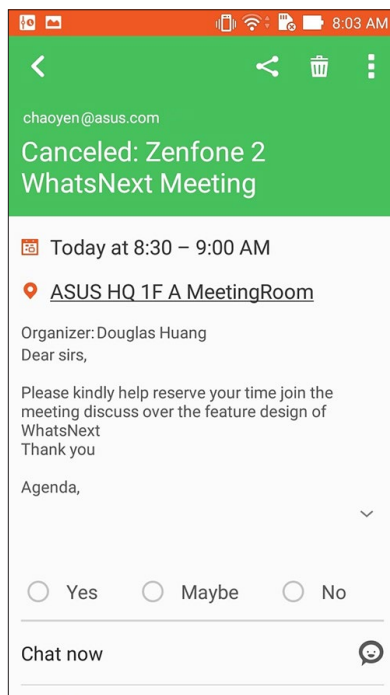 8:03 AM
chaoyen@asus.com
Canceled: Zenfone 2
WhatsNext Meeting
Today at 8:30 – 9:00 AM
ASUS HQ 1F A MeetingRoom
Organizer: Douglas Huang
Dear sirs,
Please kindly help reserve your time join the
meeting discuss over the feature design of
WhatsNext
Thank you
Agenda,
Yes Maybe No
Chat now